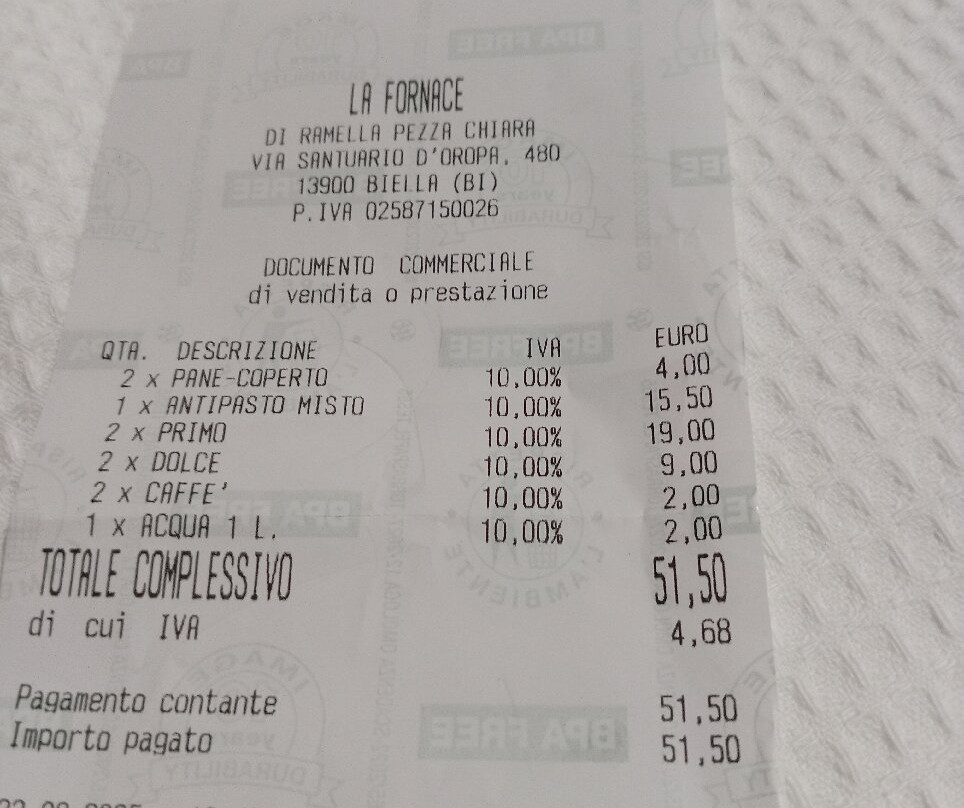 LA FORNACE
DI RAMELLA PEZZA CHIARA
VIA SANTUARIO D'OROPA, 480
13900 BIELLA (BI)
P.IVA 02587150026
DOCUMENTO COMMERCIALE
di vendita o prestazione
QTA. DESCRIZIONE IVA EURO
2 x PANE-COPERTO 10,00% 4,00
1 x ANTIPASTO MISTO 10,00% 15,50
2 x PRIMO 10,00% 19,00
2 x DOLCE 10,00% 9,00
2 x CAFFE' 10,00% 2,00
1 x ACQUA 1 L. 10,00% 2,00
TOTALE COMPLESSIVO 51,50
di cui IVA 4,68
Pagamento contante 51,50
Importo pagato 51,50